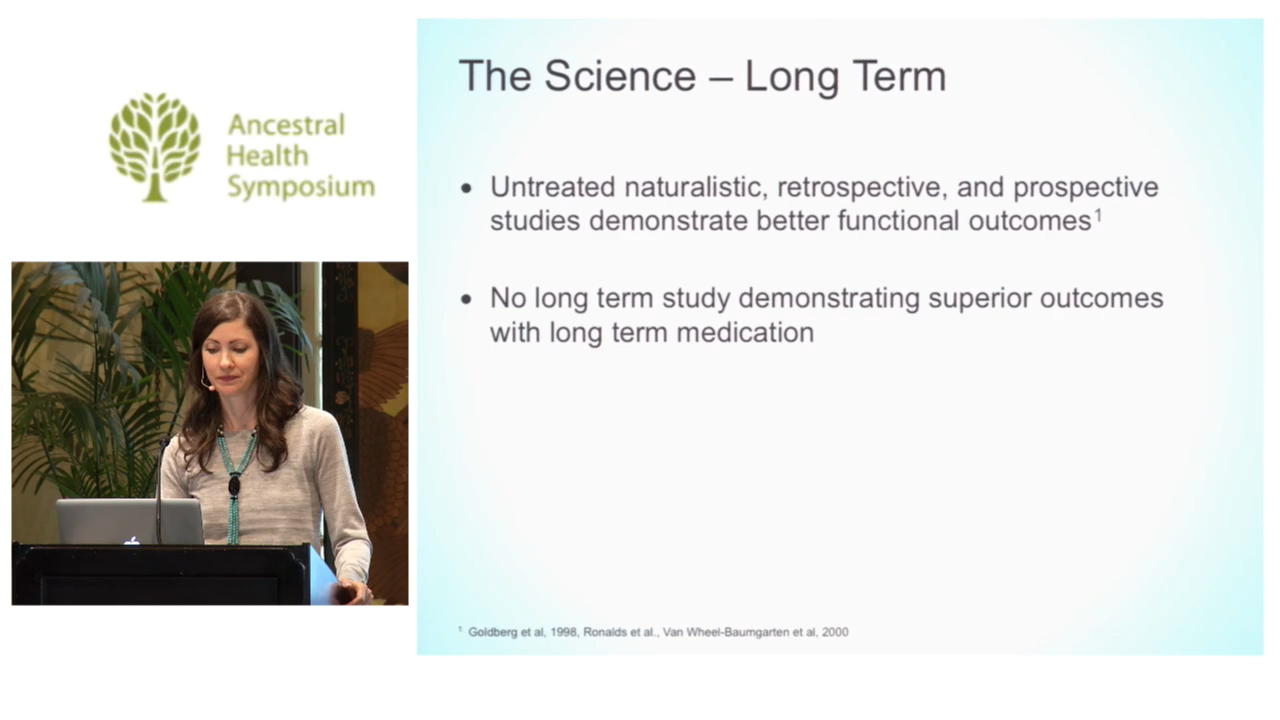 Ancestral
Health
Symposium
The Science – Long Term
• Untreated naturalistic, retrospective, and prospective
studies demonstrate better functional outcomes¹
• No long term study demonstrating superior outcomes
with long term medication
¹ Goldberg et al, 1998, Ronalds et al., Van Wheel-Baumgarten et al, 2000